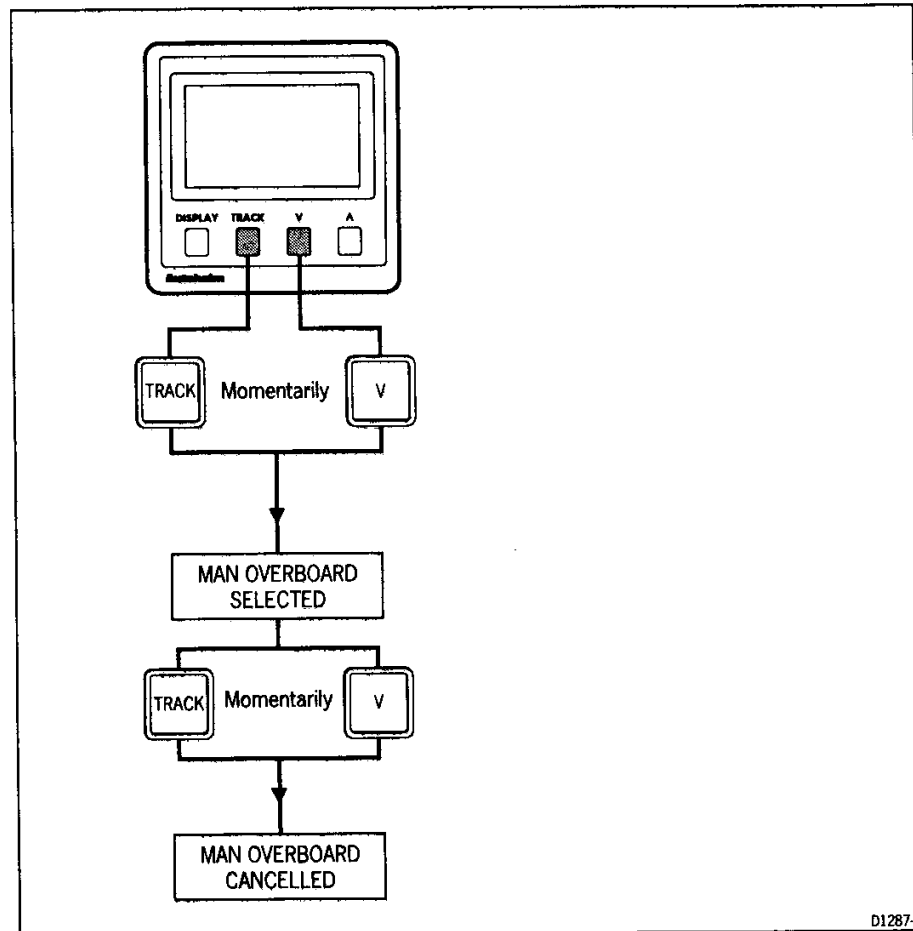 DISPLAY TRACK V Λ
TRACK Momentarily V
MAN OVERBOARD
SELECTED
TRACK Momentarily V
MAN OVERBOARD
CANCELLED
D1287-